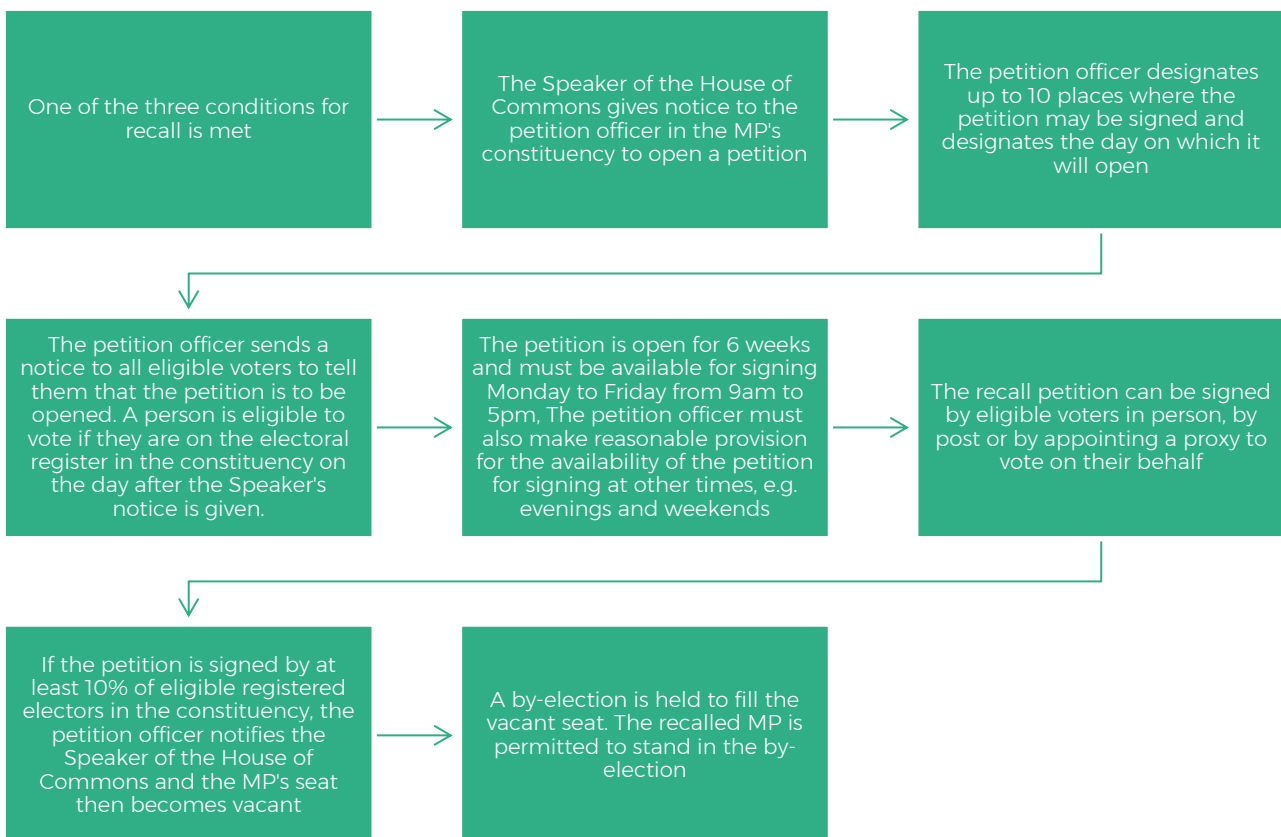 One of the three conditions for
recall is met
The Speaker of the House of
Commons gives notice to the
petition officer in the MP's
constituency to open a petition
The petition officer designates
up to 10 places where the
petition may be signed and
designates the day on which it
will open
The petition officer sends a
notice to all eligible voters to tell
them that the petition is to be
opened. A person is eligible to
vote if they are on the electoral
register in the constituency on
the day after the Speaker's
notice is given.
The petition is open for 6 weeks
and must be available for signing
Monday to Friday from 9am to
5pm, The petition officer must
also make reasonable provision
for the availability of the petition
for signing at other times, e.g.
evenings and weekends
The recall petition can be signed
by eligible voters in person, by
post or by appointing a proxy to
vote on their behalf
If the petition is signed by at
least 10% of eligible registered
electors in the constituency, the
petition officer notifies the
Speaker of the House of
Commons and the MP's seat
then becomes vacant
A by-election is held to fill the
vacant seat. The recalled MP is
permitted to stand in the by-
election